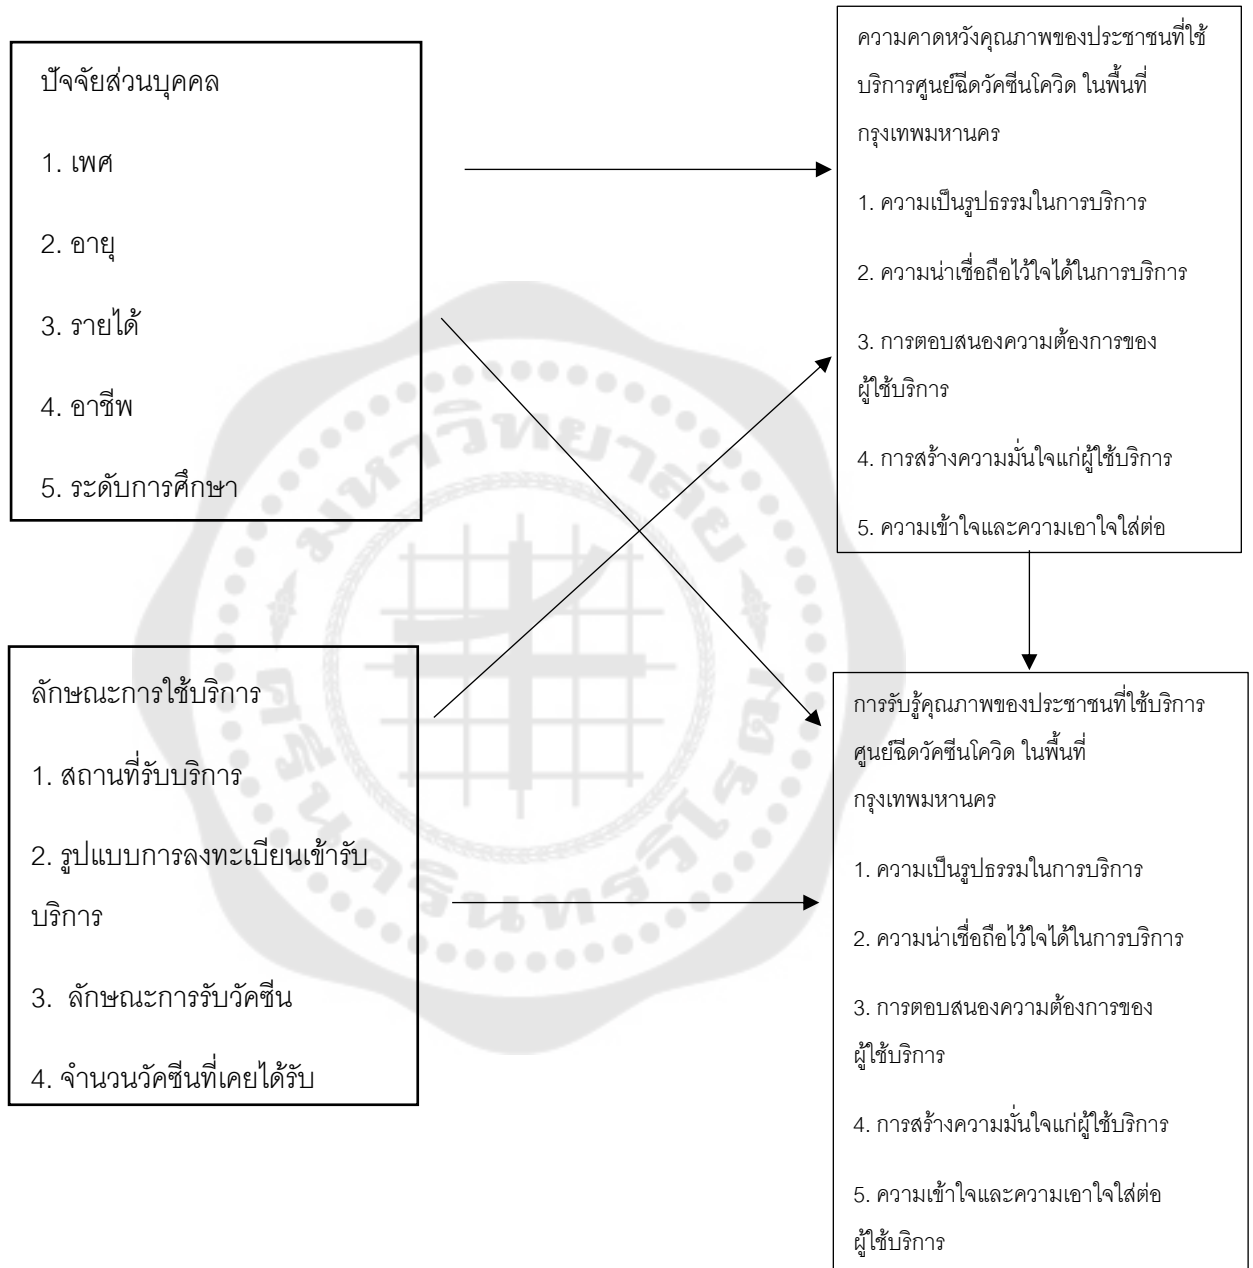 ปัจจัยส่วนบุคคล
1. เพศ
2. อายุ
3. รายได้
4. อาชีพ
5. ระดับการศึกษา
ลักษณะการใช้บริการ
1. สถานที่รับบริการ
2. รูปแบบการลงทะเบียนเข้ารับ
บริการ
3. ลักษณะการรับวัคซีน
4. จำนวนวัคซีนที่เคยได้รับ
ความคาดหวังคุณภาพของประชาชนที่ใช้
บริการศูนย์ฉีดวัคซีนโควิด ในพื้นที่
กรุงเทพมหานคร
1. ความเป็นรูปธรรมในการบริการ
2. ความน่าเชื่อถือไว้ใจได้ในการบริการ
3. การตอบสนองความต้องการของ
ผู้ใช้บริการ
4. การสร้างความมั่นใจแก่ผู้ใช้บริการ
5. ความเข้าใจและความเอาใจใส่ต่อ
การรับรู้คุณภาพของประชาชนที่ใช้บริการ
ศูนย์ฉีดวัคซีนโควิด ในพื้นที่
กรุงเทพมหานคร
1. ความเป็นรูปธรรมในการบริการ
2. ความน่าเชื่อถือไว้ใจได้ในการบริการ
3. การตอบสนองความต้องการของ
ผู้ใช้บริการ
4. การสร้างความมั่นใจแก่ผู้ใช้บริการ
5. ความเข้าใจและความเอาใจใส่ต่อ
ผู้ใช้บริการ
มหาวิทยาลัย
ศรีนครินทรวิโรฒ